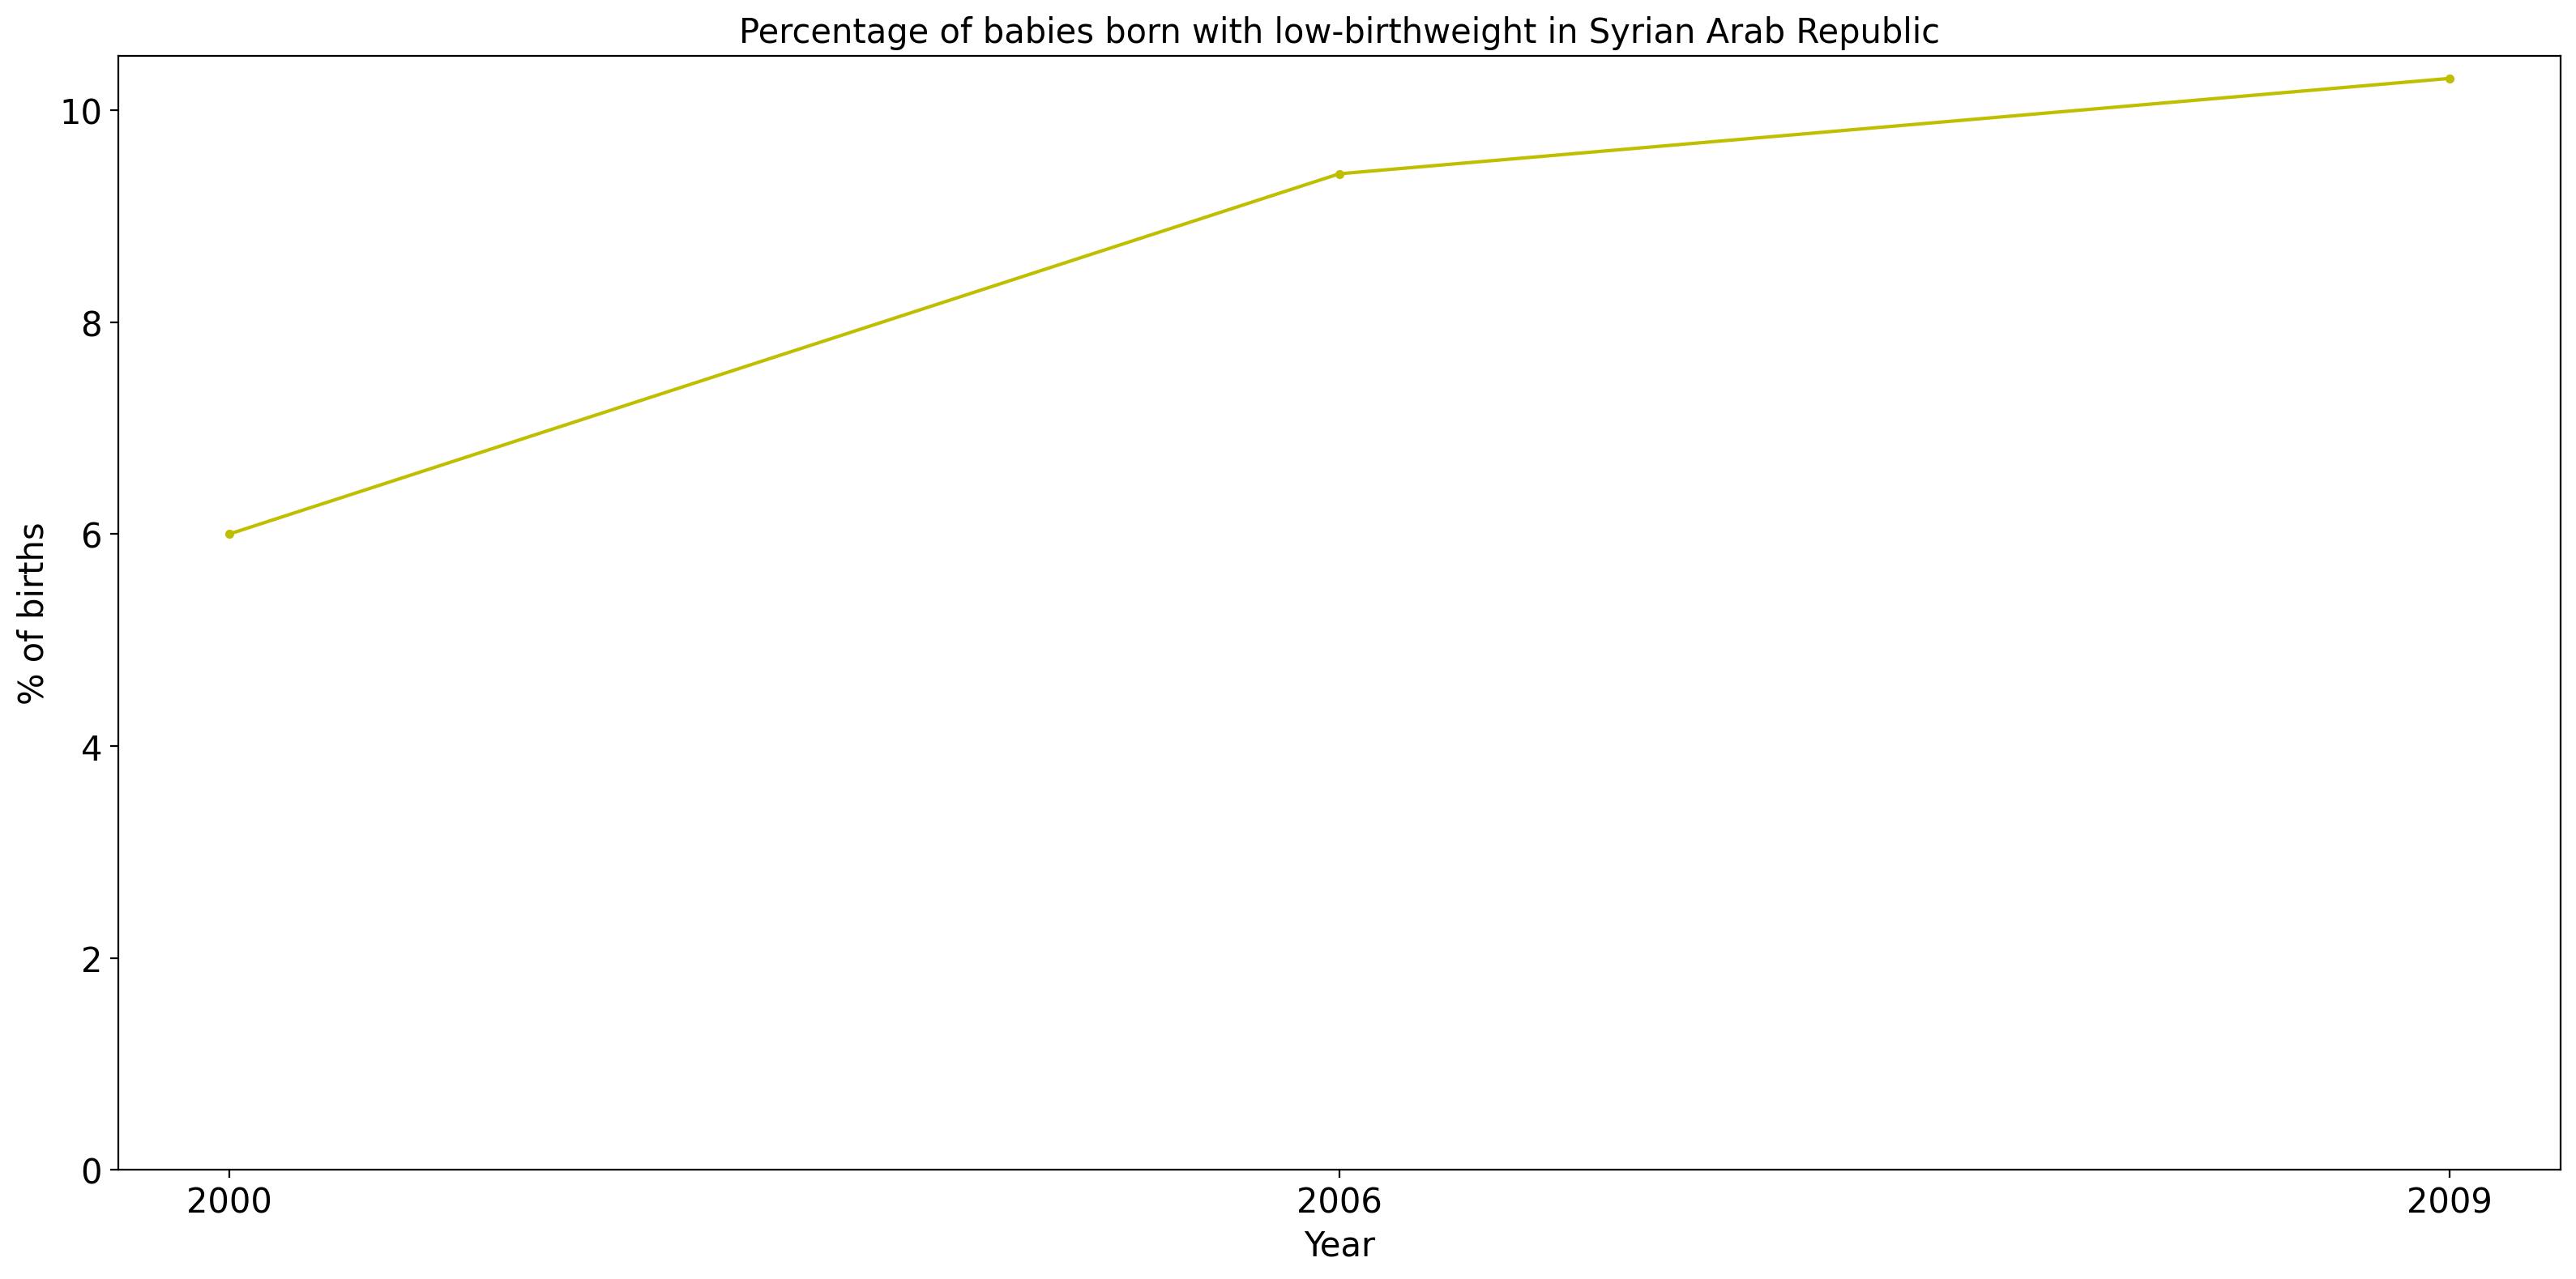 Percentage of babies born with low-birthweight in Syrian Arab Republic
10
8
6
4
2
0
% of births
2000 2006 2009
Year